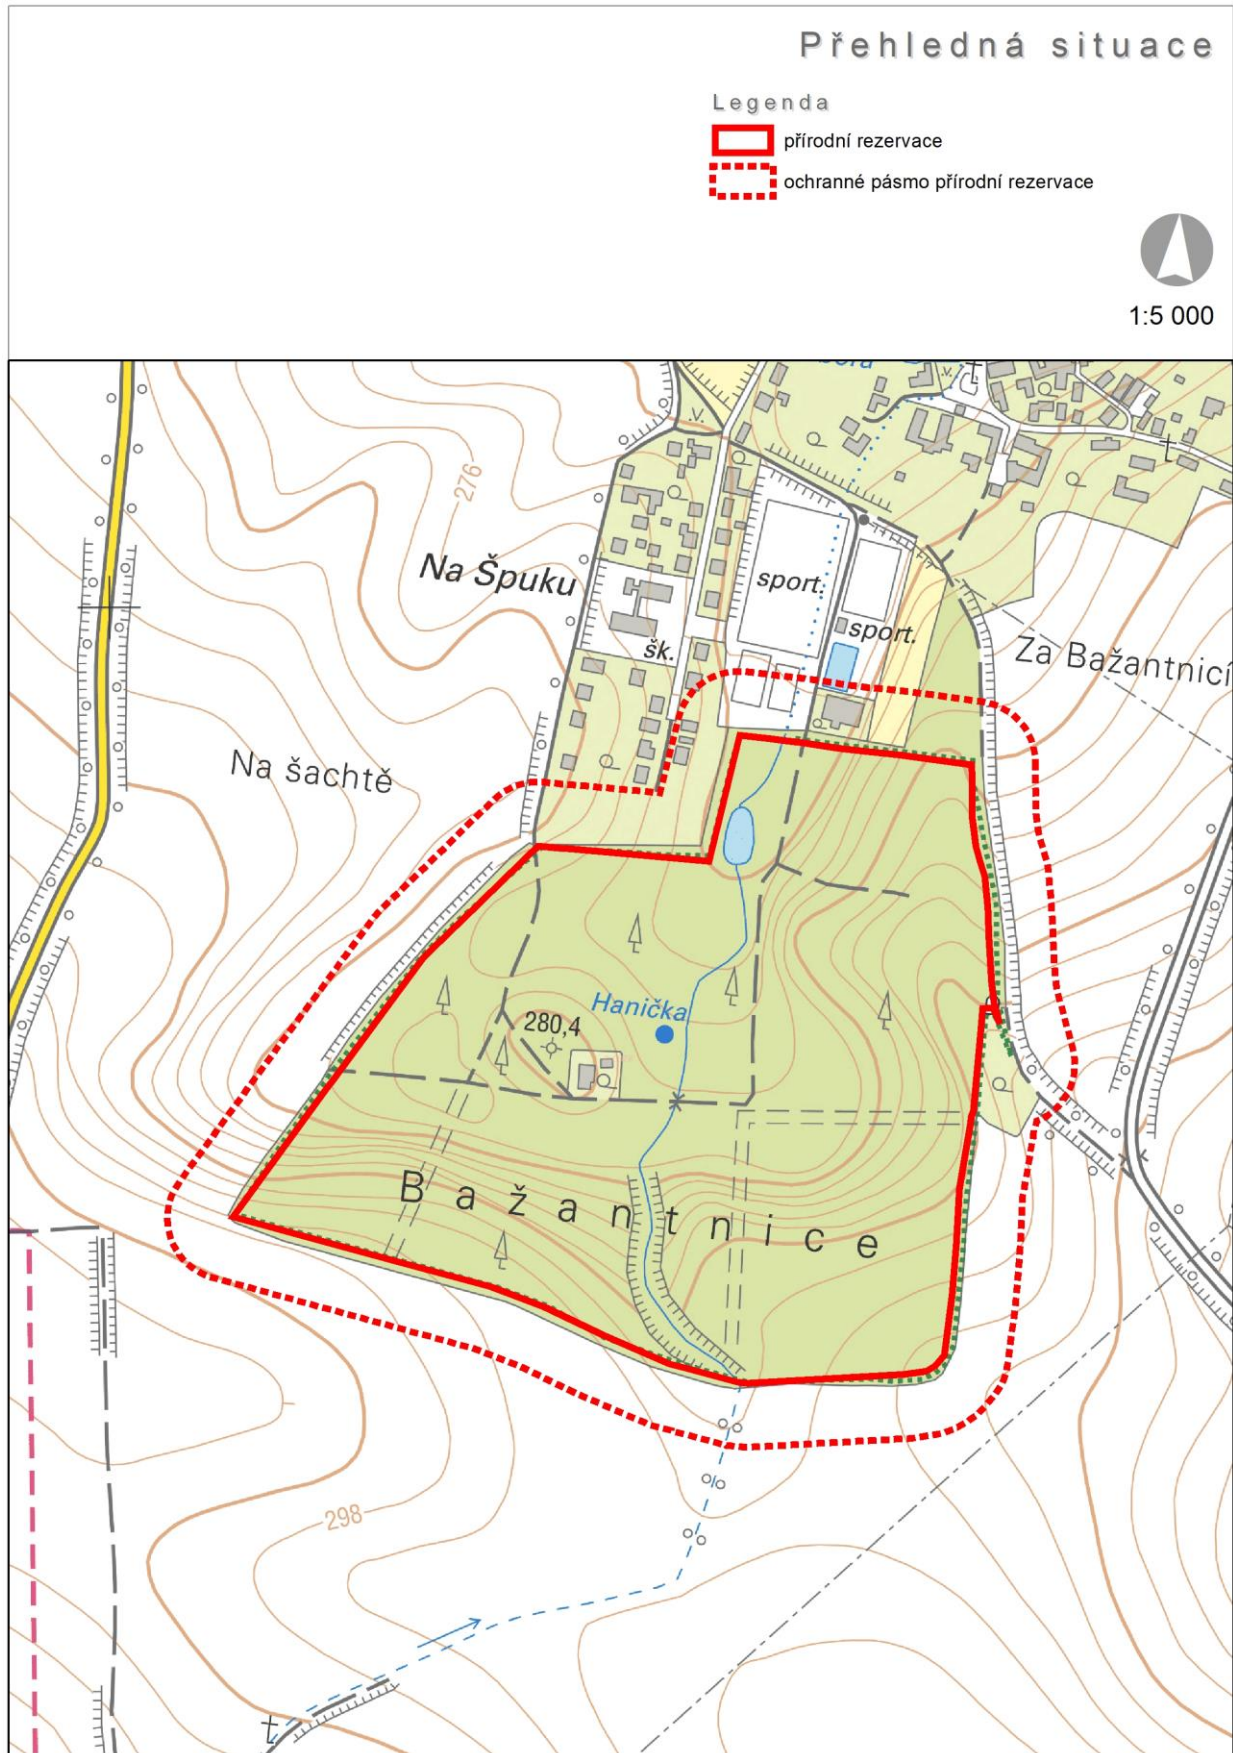 Přehledná situace
Legenda
přírodní rezervace
ochranné pásmo přírodní rezervace
1:5 000
276
Na Špuku
sport.
sport.
šk.
Za Bažantnicí
Na šachtě
Hanička
280,4
Bažantnice
298